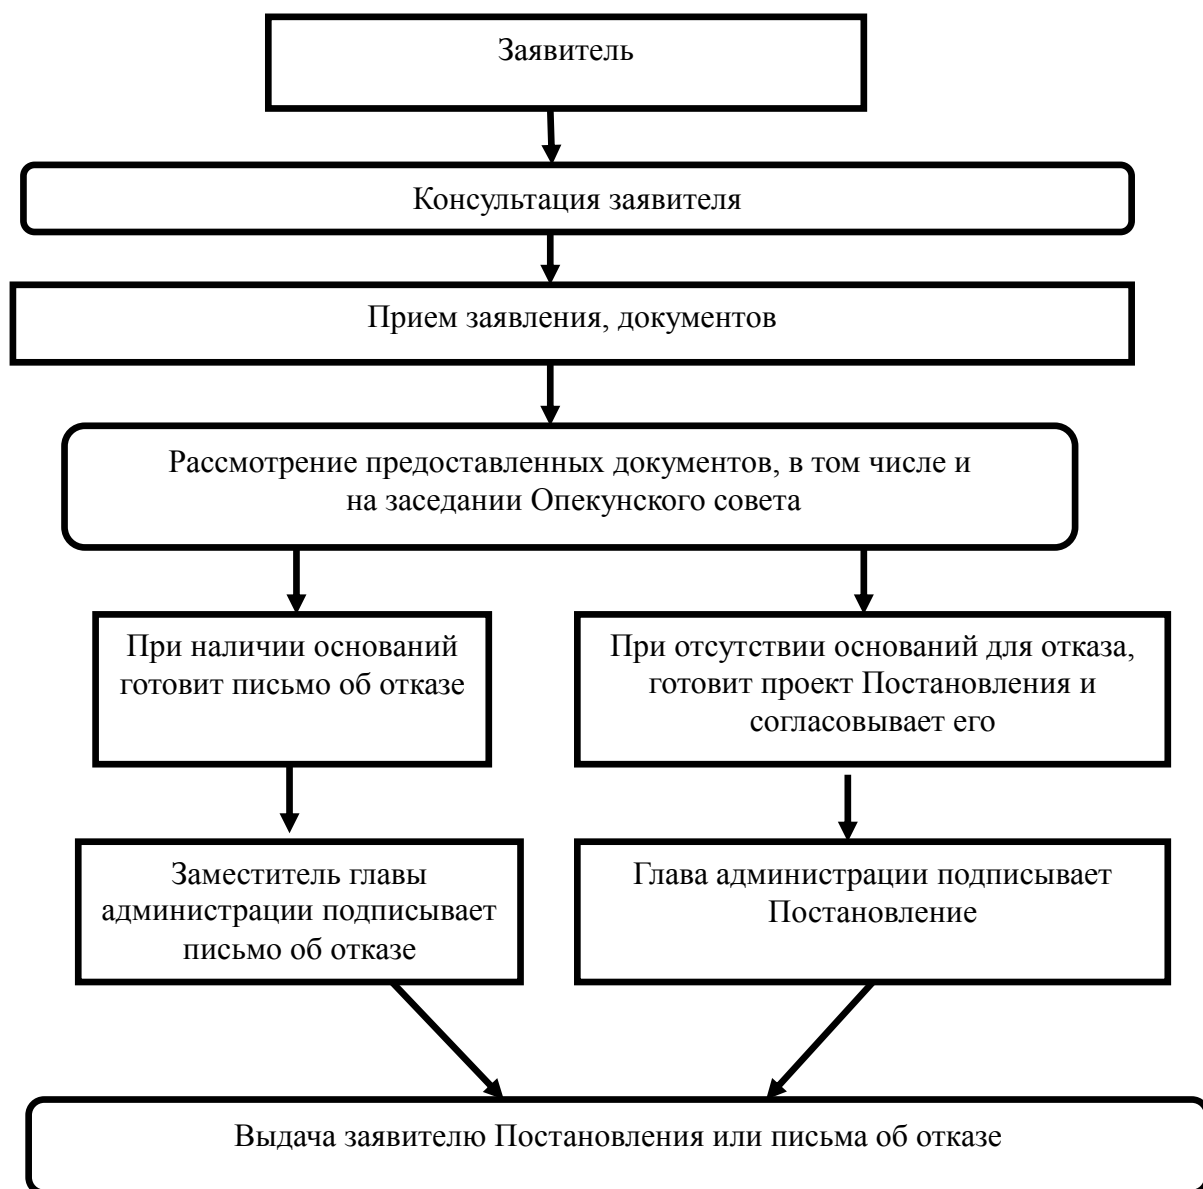 Заявитель
Консультация заявителя
Прием заявления, документов
Рассмотрение предоставленных документов, в том числе и
на заседании Опекунского совета
При наличии оснований
готовит письмо об отказе
При отсутствии оснований для отказа,
готовит проект Постановления и
согласовывает его
Заместитель главы
администрации подписывает
письмо об отказе
Глава администрации подписывает
Постановление
Выдача заявителю Постановления или письма об отказе